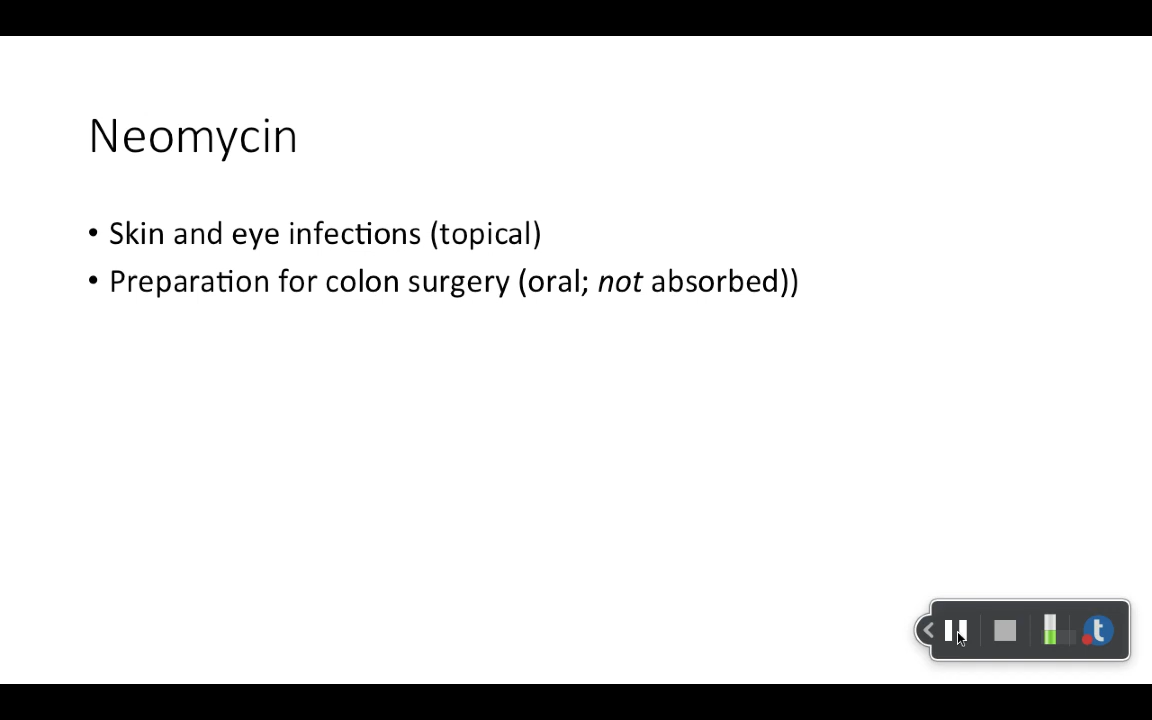 Neomycin
• Skin and eye infections (topical)
• Preparation for colon surgery (oral; not absorbed))
t